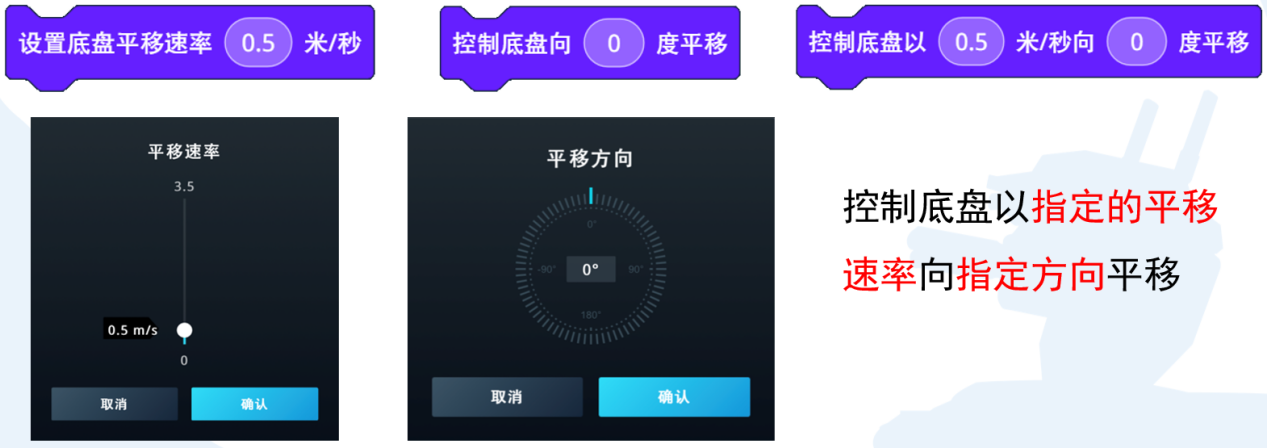 设置底盘平移速率 0.5 米/秒
控制底盘向 0 度平移
控制底盘以 0.5 米/秒向 0 度平移
平移速率
3.5
0.5 m/s
0
取消 确认
平移方向
0°
-90° 0° 90°
180°
取消 确认
控制底盘以指定的平移
速率向指定方向平移